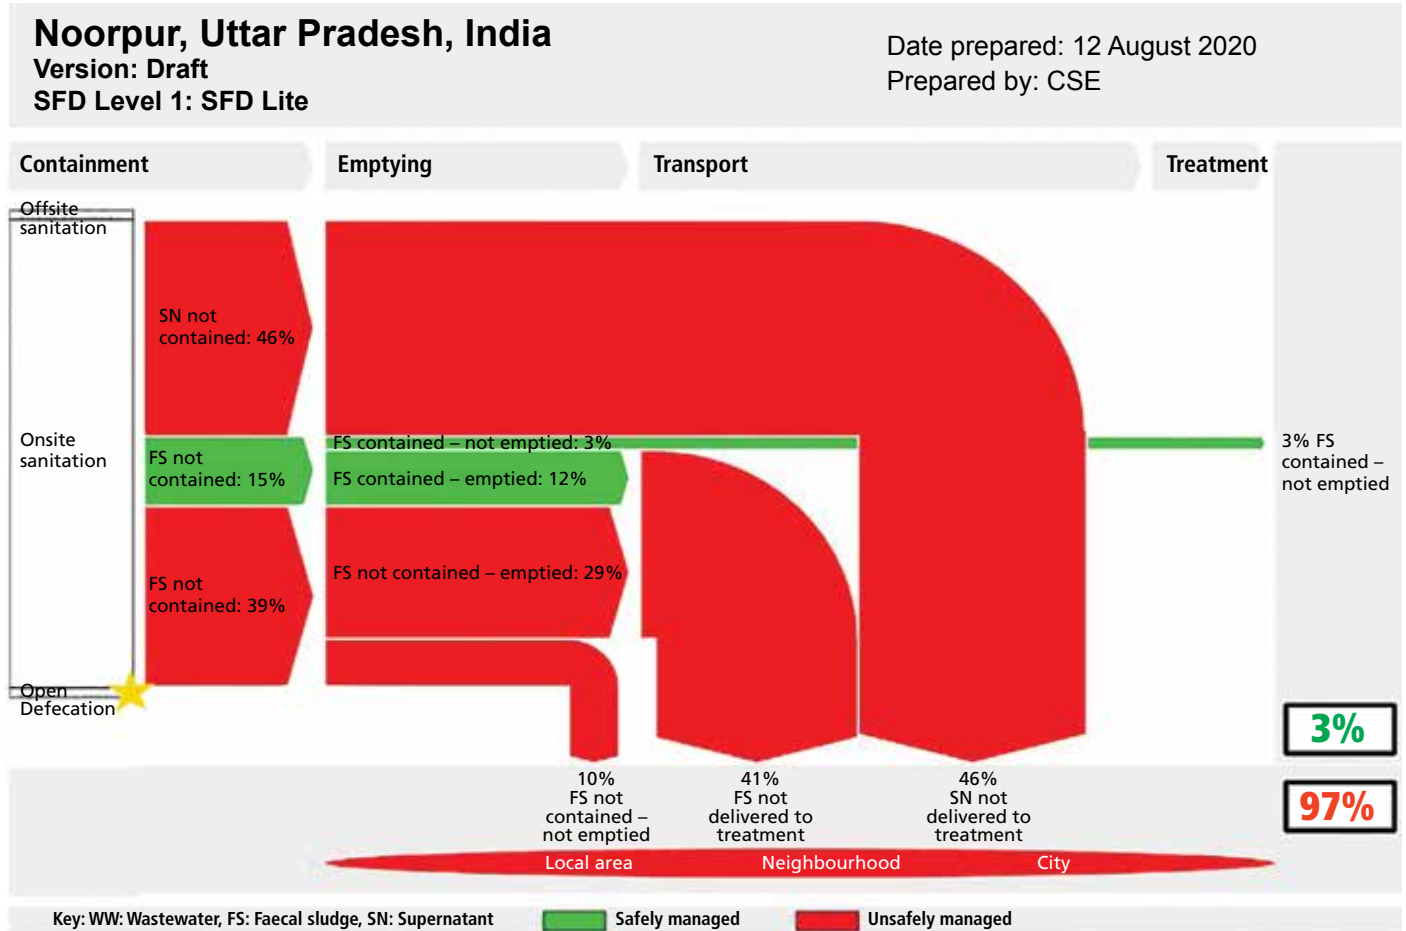 Noorpur, Uttar Pradesh, India
Version: Draft
SFD Level 1: SFD Lite
Date prepared: 12 August 2020
Prepared by: CSE
Containment
Emptying
Transport
Treatment
Offsite
sanitation
SN not
contained: 46%
Onsite
sanitation
FS not
contained: 15%
FS contained – not emptied: 3%
FS contained – emptied: 12%
3% FS
contained –
not emptied
FS not
contained: 39%
FS not contained – emptied: 29%
Open
Defecation
3%
10%
FS not
contained –
not emptied
41%
FS not
delivered to
treatment
46%
SN not
delivered to
treatment
97%
Local area
Neighbourhood
City
Key: WW: Wastewater, FS: Faecal sludge, SN: Supernatant
Safely managed
Unsafely managed